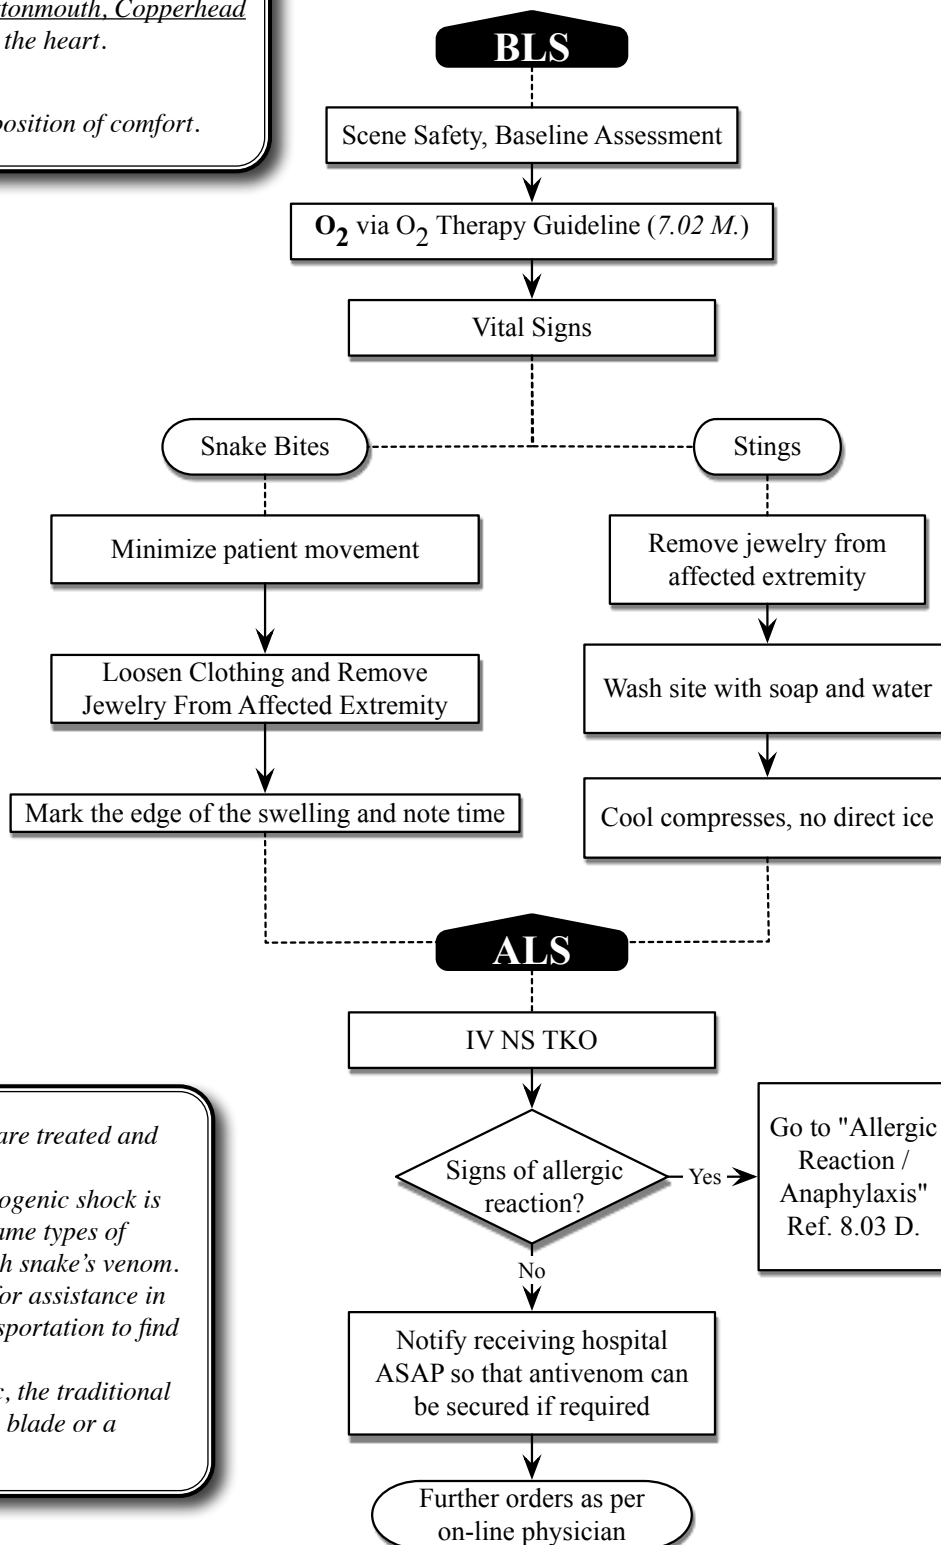 tonmouth, Copperhead
the heart.
position of comfort.
BLS
Scene Safety, Baseline Assessment
O2 via O2 Therapy Guideline (7.02 M.)
Vital Signs
Snake Bites
Minimize patient movement
Loosen Clothing and Remove
Jewelry From Affected Extremity
Mark the edge of the swelling and note time
Stings
Remove jewelry from
affected extremity
Wash site with soap and water
Cool compresses, no direct ice
ALS
IV NS TKO
Signs of allergic
reaction?
Yes
Go to "Allergic
Reaction /
Anaphylaxis"
Ref. 8.03 D.
No
Notify receiving hospital
ASAP so that antivenom can
be secured if required
Further orders as per
on-line physician
are treated and
ogenic shock is
ame types of
h snake’s venom.
for assistance in
sportation to find
c, the traditional
blade or a